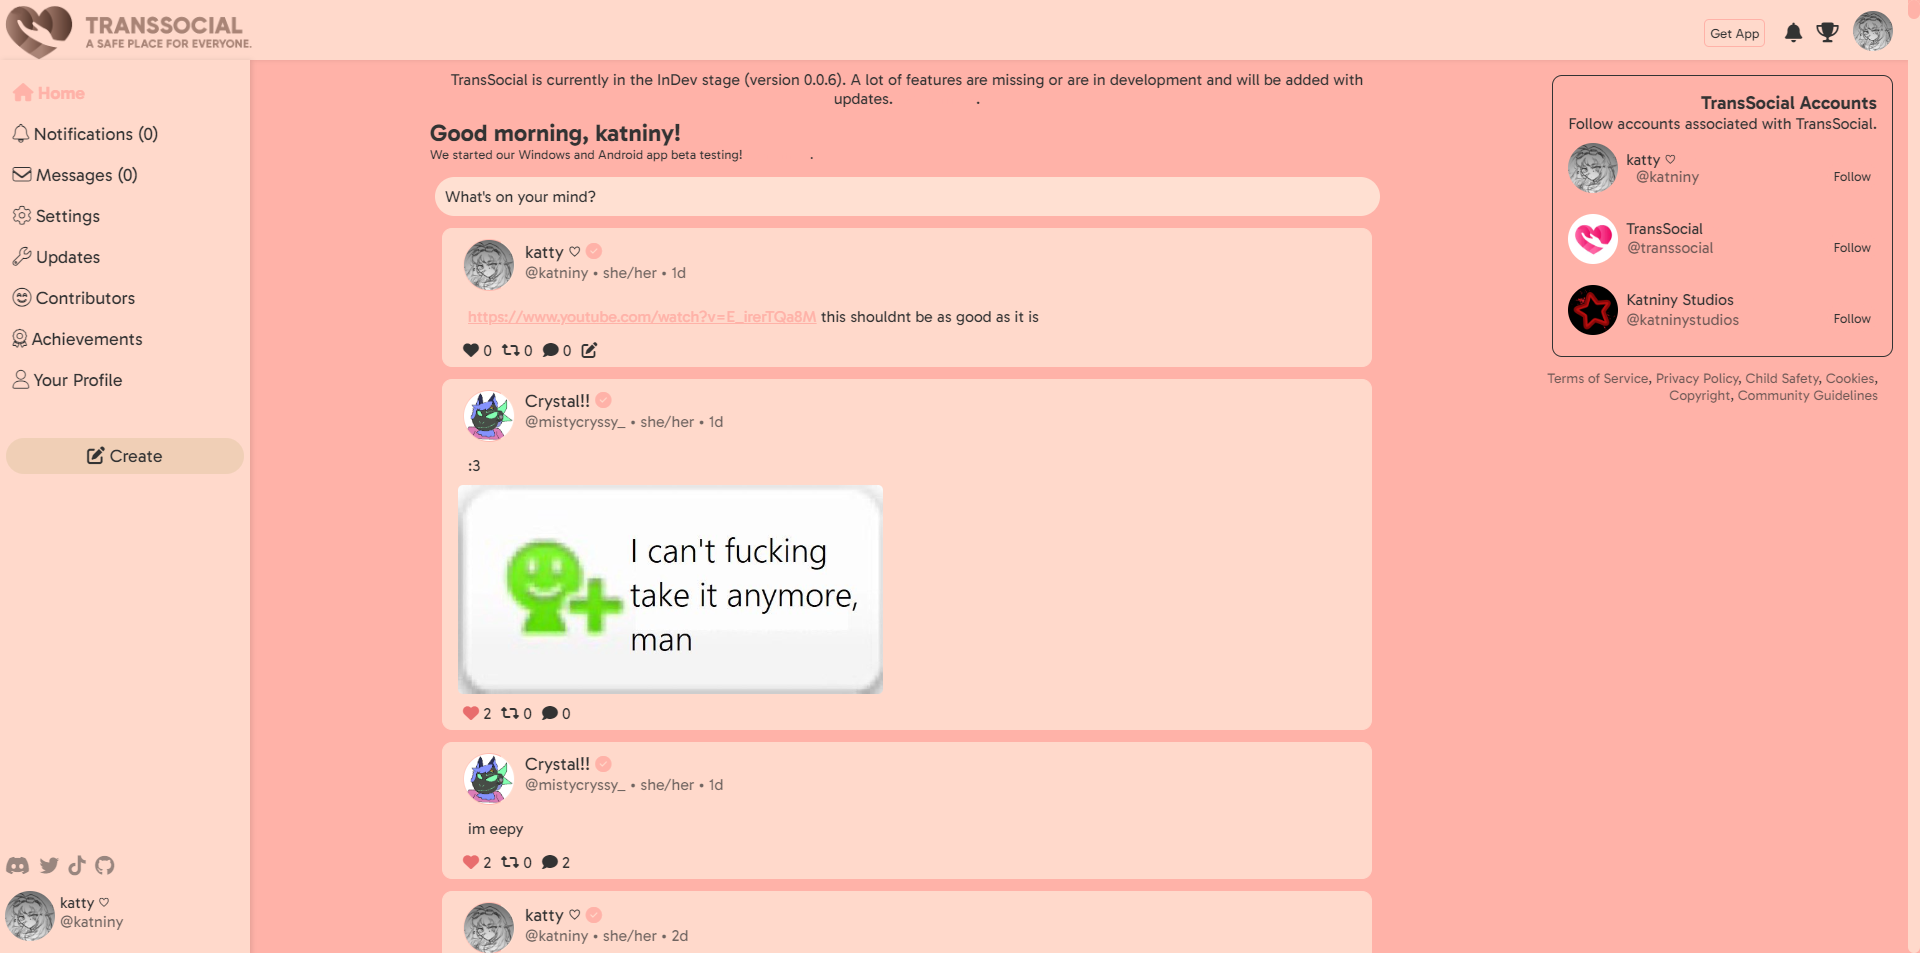 TRANSSOCIAL
A SAFE PLACE FOR EVERYONE.
Get App
Home
Notifications (0)
Messages (0)
Settings
Updates
Contributors
Achievements
Your Profile
Create
katty ♡
@katniny
TransSocial is currently in the InDev stage (version 0.0.6). A lot of features are missing or are in development and will be added with
updates. .
Good morning, katniny!
We started our Windows and Android app beta testing! .
What's on your mind?
katty ♡
@katniny • she/her • 1d
https://www.youtube.com/watch?v=E_irerTQa8M this shouldnt be as good as it is
0 0 0
Crystal!!
@mistycryssy_ • she/her • 1d
:3
I can't fucking
take it anymore,
man
2 0 0
Crystal!!
@mistycryssy_ • she/her • 1d
im eepy
2 0 2
katty ♡
@katniny • she/her • 2d
TransSocial Accounts
Follow accounts associated with TransSocial.
katty ♡
@katniny Follow
TransSocial
@transsocial Follow
Katniny Studios
@katninystudios Follow
Terms of Service, Privacy Policy, Child Safety, Cookies,
Copyright, Community Guidelines